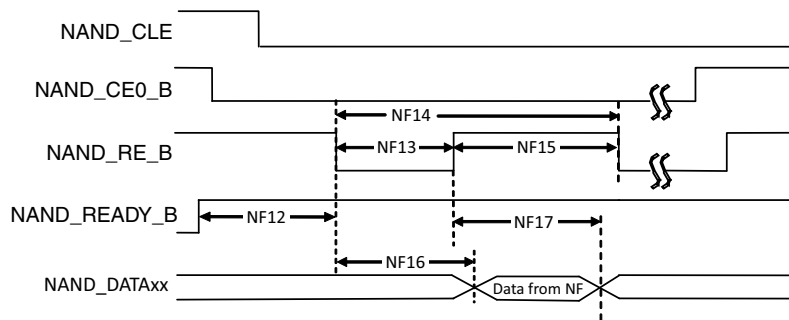 NAND_CLE
NAND_CE0_B
NF14
NAND_RE_B
NF13
NF15
NAND_READY_B
NF12
NF17
NF16
NAND_DATAxx
Data from NF